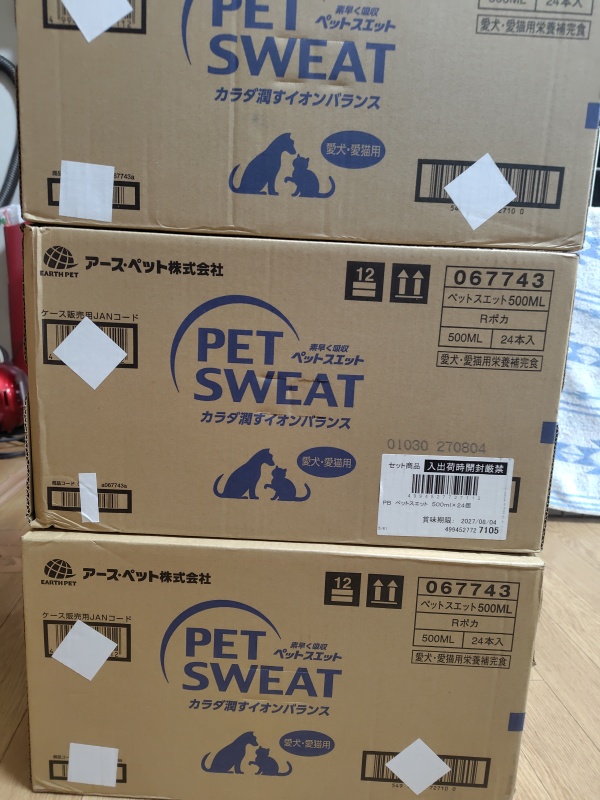 PET
素早く吸収
ペットスエット
SWEAT
カラダ潤すイオンバランス
500ML 24本入
愛犬・愛猫用栄養補完食
愛犬・愛猫用
EARTH PET
アース・ペット株式会社
12
067743
ペットスエット500ML
Rポカ
500ML 24本入
愛犬・愛猫用栄養補完食
ケース販売用JANコード
PET
素早く吸収
ペットスエット
SWEAT
カラダ潤すイオンバランス
愛犬・愛猫用
01030 270804
セット商品 入出荷時開封厳禁
PB ペットスエット 500ml×24個
賞味期限: 2027/08/04
499452772 7105
a067743a
EARTH PET
アース・ペット株式会社
12
067743
ペットスエット500ML
Rポカ
500ML 24本入
愛犬・愛猫用栄養補完食
ケース販売用JANコード
PET
素早く吸収
ペットスエット
SWEAT
カラダ潤すイオンバランス
愛犬・愛猫用